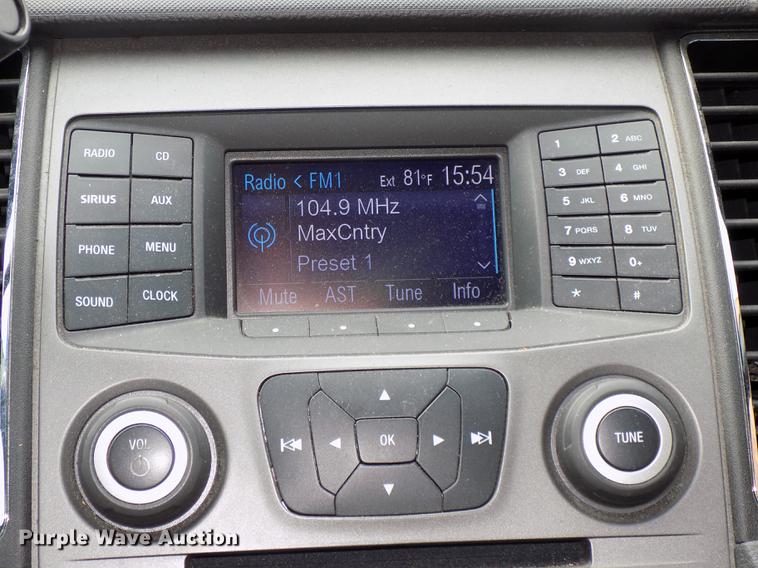 RADIO CD
SIRIUS AUX
PHONE MENU
SOUND CLOCK
Radio < FM1 Ext 81°F 15:54
104.9 MHz
MaxCntry
Preset 1
Mute AST Tune Info
1 2 ABC
3 DEF 4 GHI
5 JKL 6 MNO
7 PQRS 8 TUV
9 WXYZ 0+
* #
VOL
OK
TUNE
Purple Wave Auction